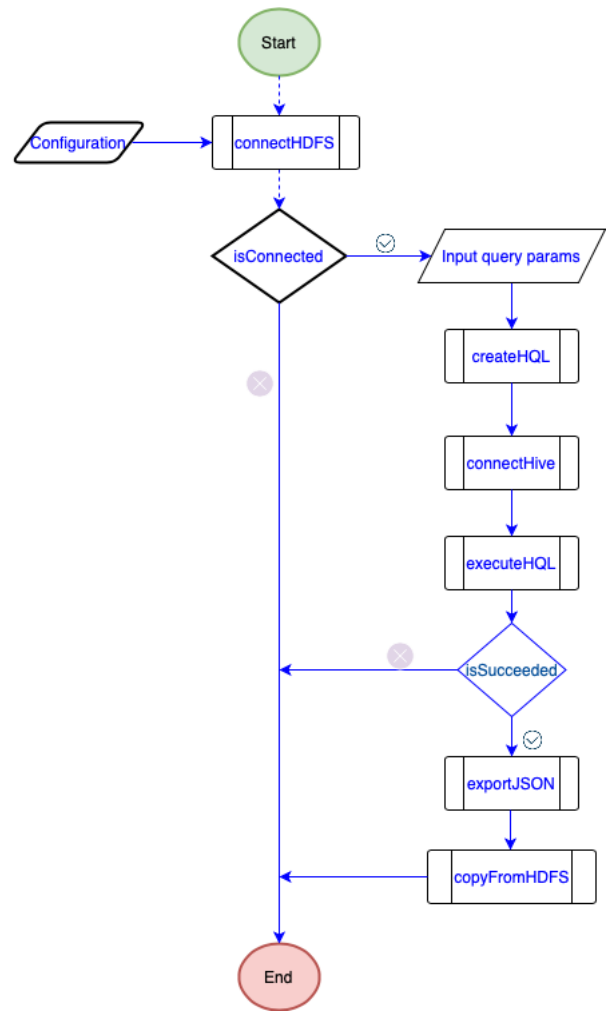 Start
Configuration
connectHDFS
isConnected
Input query params
createHQL
connectHive
executeHQL
isSucceeded
exportJSON
copyFromHDFS
End